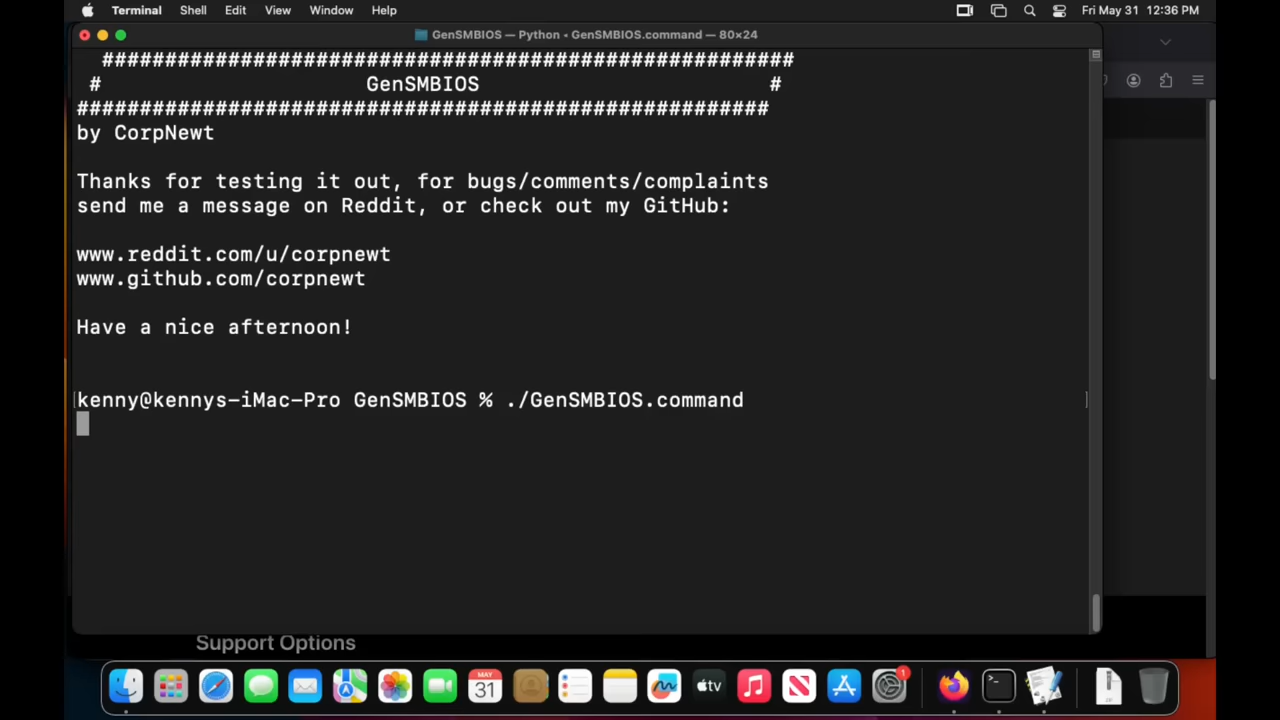 Terminal Shell Edit View Window Help Fri May 31 12:36 PM
GenSMBIOS — Python ◂ GenSMBIOS.command — 80×24
#######################################################
# GenSMBIOS #
#######################################################
by CorpNewt
Thanks for testing it out, for bugs/comments/complaints
send me a message on Reddit, or check out my GitHub:
www.reddit.com/u/corpnewt
www.github.com/corpnewt
Have a nice afternoon!
kenny@kennys-iMac-Pro GenSMBIOS % ./GenSMBIOS.command
Support Options
MAY
31
tv
1
>_